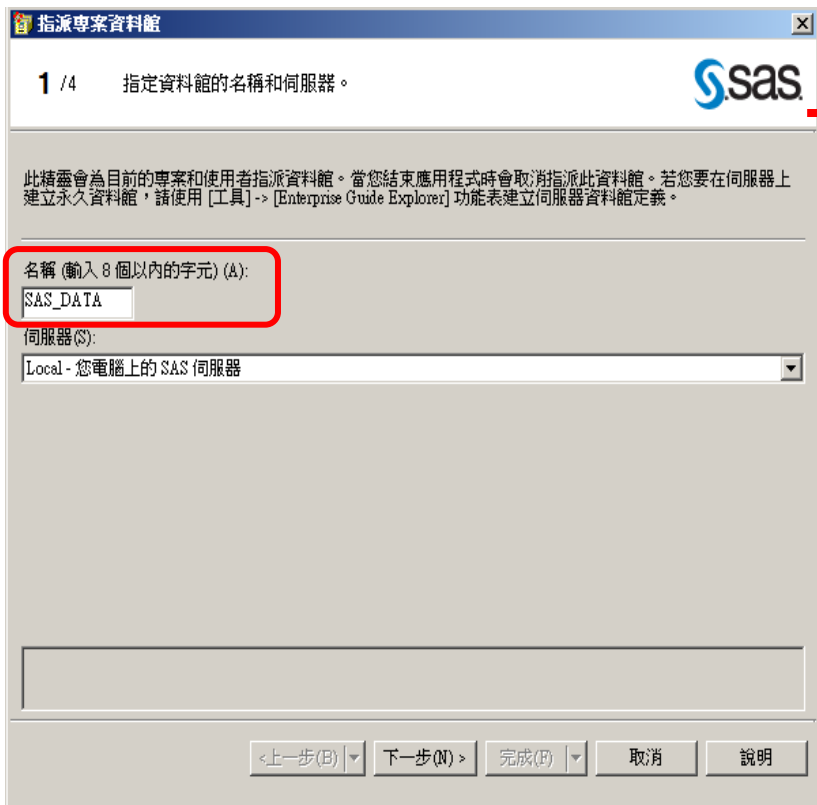 指派專案資料館
1 /4 指定資料館的名稱和伺服器。
sas
此精靈會為目前的專案和使用者指派資料館。當您結束應用程式時會取消指派此資料館。若您要在伺服器上
建立永久資料館，請使用 [工具] -> [Enterprise Guide Explorer] 功能表建立伺服器資料館定義。
名稱 (輸入 8 個以內的字元) (A):
SAS_DATA
伺服器(S):
Local - 您電腦上的 SAS 伺服器
<上一步(B) 下一步(N) > 完成(F) 取消 說明